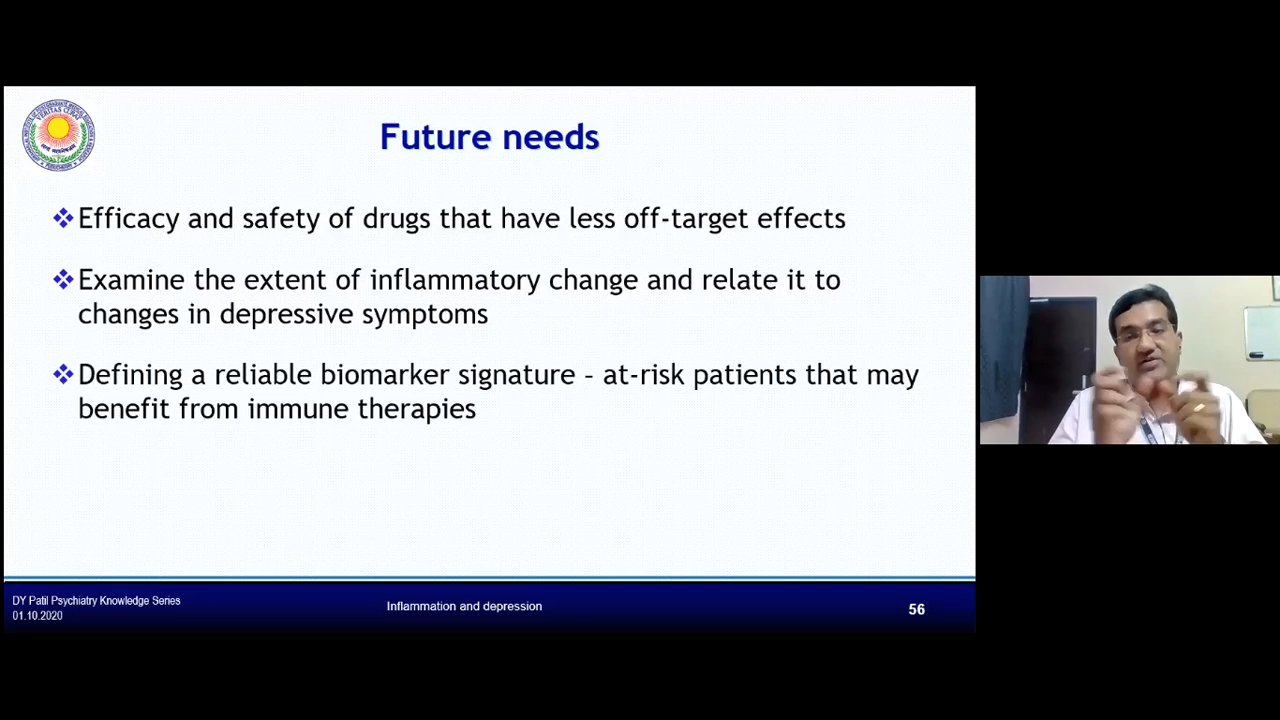 VERITAS CURAT
Future needs
❖Efficacy and safety of drugs that have less off-target effects
❖Examine the extent of inflammatory change and relate it to
changes in depressive symptoms
❖Defining a reliable biomarker signature – at-risk patients that may
benefit from immune therapies
DY Patil Psychiatry Knowledge Series
01.10.2020
Inflammation and depression
56